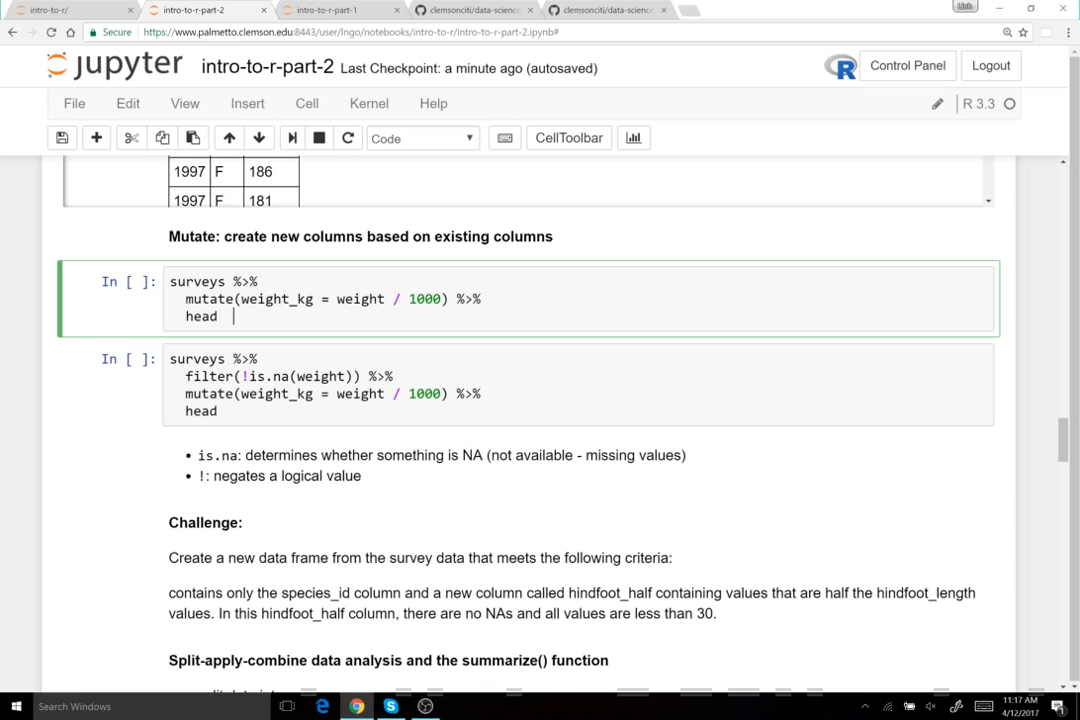 intro-to-r/
intro-to-r-part-2
intro-to-r-part-1
clemsonciti/data-science
clemsonciti/data-science
Secure
https://www.palmetto.clemson.edu:8443/user/lngo/notebooks/intro-to-r/intro-to-r-part-2.ipynb#
jupyter intro-to-r-part-2 Last Checkpoint: a minute ago (autosaved)
R Control Panel Logout
File Edit View Insert Cell Kernel Help
R 3.3
Code CellToolbar
1997 F 186
1997 F 181
Mutate: create new columns based on existing columns
In [ ]: surveys %>%
mutate(weight_kg = weight / 1000) %>%
head
In [ ]: surveys %>%
filter(!is.na(weight)) %>%
mutate(weight_kg = weight / 1000) %>%
head
• is.na: determines whether something is NA (not available - missing values)
• !: negates a logical value
Challenge:
Create a new data frame from the survey data that meets the following criteria:
contains only the species_id column and a new column called hindfoot_half containing values that are half the hindfoot_length
values. In this hindfoot_half column, there are no NAs and all values are less than 30.
Split-apply-combine data analysis and the summarize() function
Search Windows
11:17 AM
4/12/2017